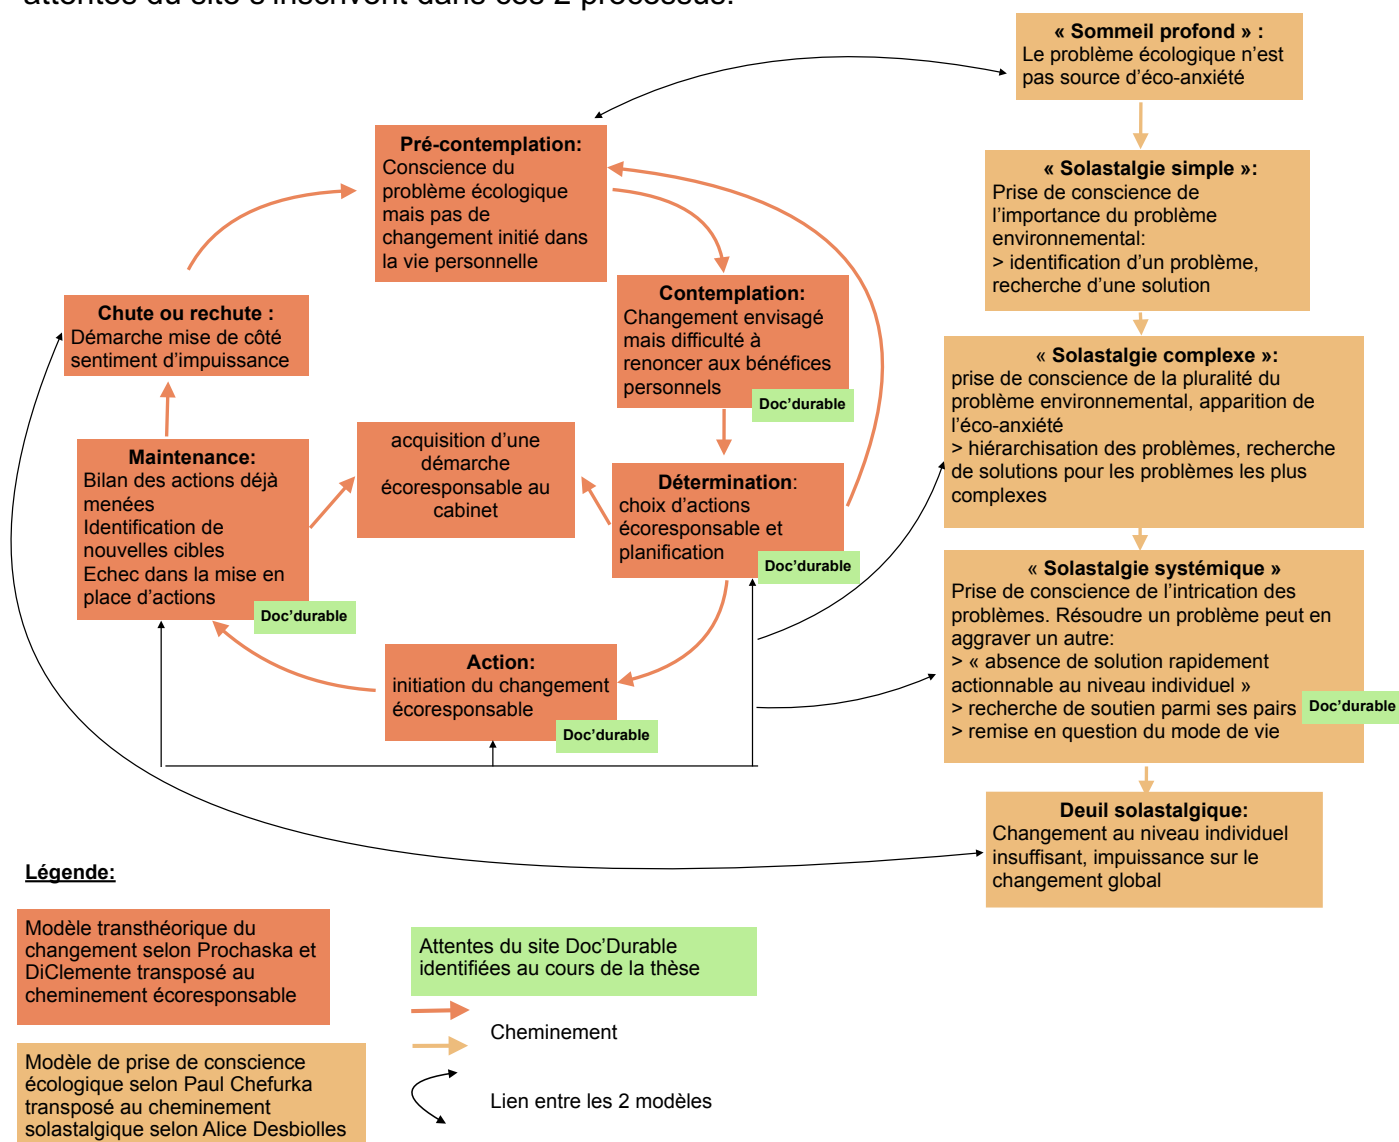 attentes du site s'inscrivent dans ces 2 processus.
« Sommeil profond » :
Le problème écologique n'est
pas source d'éco-anxiété
Pré-contemplation:
Conscience du
problème écologique
mais pas de
changement initié dans
la vie personnelle
« Solastalgie simple »:
Prise de conscience de
l'importance du problème
environnemental:
> identification d'un problème,
recherche d'une solution
Chute ou rechute :
Démarche mise de côté
sentiment d'impuissance
Contemplation:
Changement envisagé
mais difficulté à
renoncer aux bénéfices
personnels
Doc'durable
« Solastalgie complexe »:
prise de conscience de la pluralité du
problème environnemental, apparition de
l'éco-anxiété
> hiérarchisation des problèmes, recherche
de solutions pour les problèmes les plus
complexes
Maintenance:
Bilan des actions déjà
menées
Identification de
nouvelles cibles
Echec dans la mise en
place d'actions
Doc'durable
acquisition d'une
démarche
écoresponsable au
cabinet
Détermination:
choix d'actions
écoresponsable et
planification
Doc'durable
« Solastalgie systémique »
Prise de conscience de l'intrication des
problèmes. Résoudre un problème peut en
aggraver un autre:
> « absence de solution rapidement
actionnable au niveau individuel »
> recherche de soutien parmi ses pairs
> remise en question du mode de vie
Doc'durable
Action:
initiation du changement
écoresponsable
Doc'durable
Deuil solastalgique:
Changement au niveau individuel
insuffisant, impuissance sur le
changement global
Légende:
Modèle transthéorique du
changement selon Prochaska et
DiClemente transposé au
cheminement écoresponsable
Attentes du site Doc'Durable
identifiées au cours de la thèse
Cheminement
Modèle de prise de conscience
écologique selon Paul Chefurka
transposé au cheminement
solastalgique selon Alice Desbiolles
Lien entre les 2 modèles